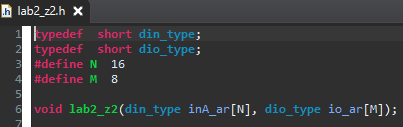 .h lab2_z2.h
1 typedef  short din_type;
2 typedef  short dio_type;
3 #define N  16
4 #define M  8
5
6 void lab2_z2(din_type inA_ar[N], dio_type io_ar[M]);
7